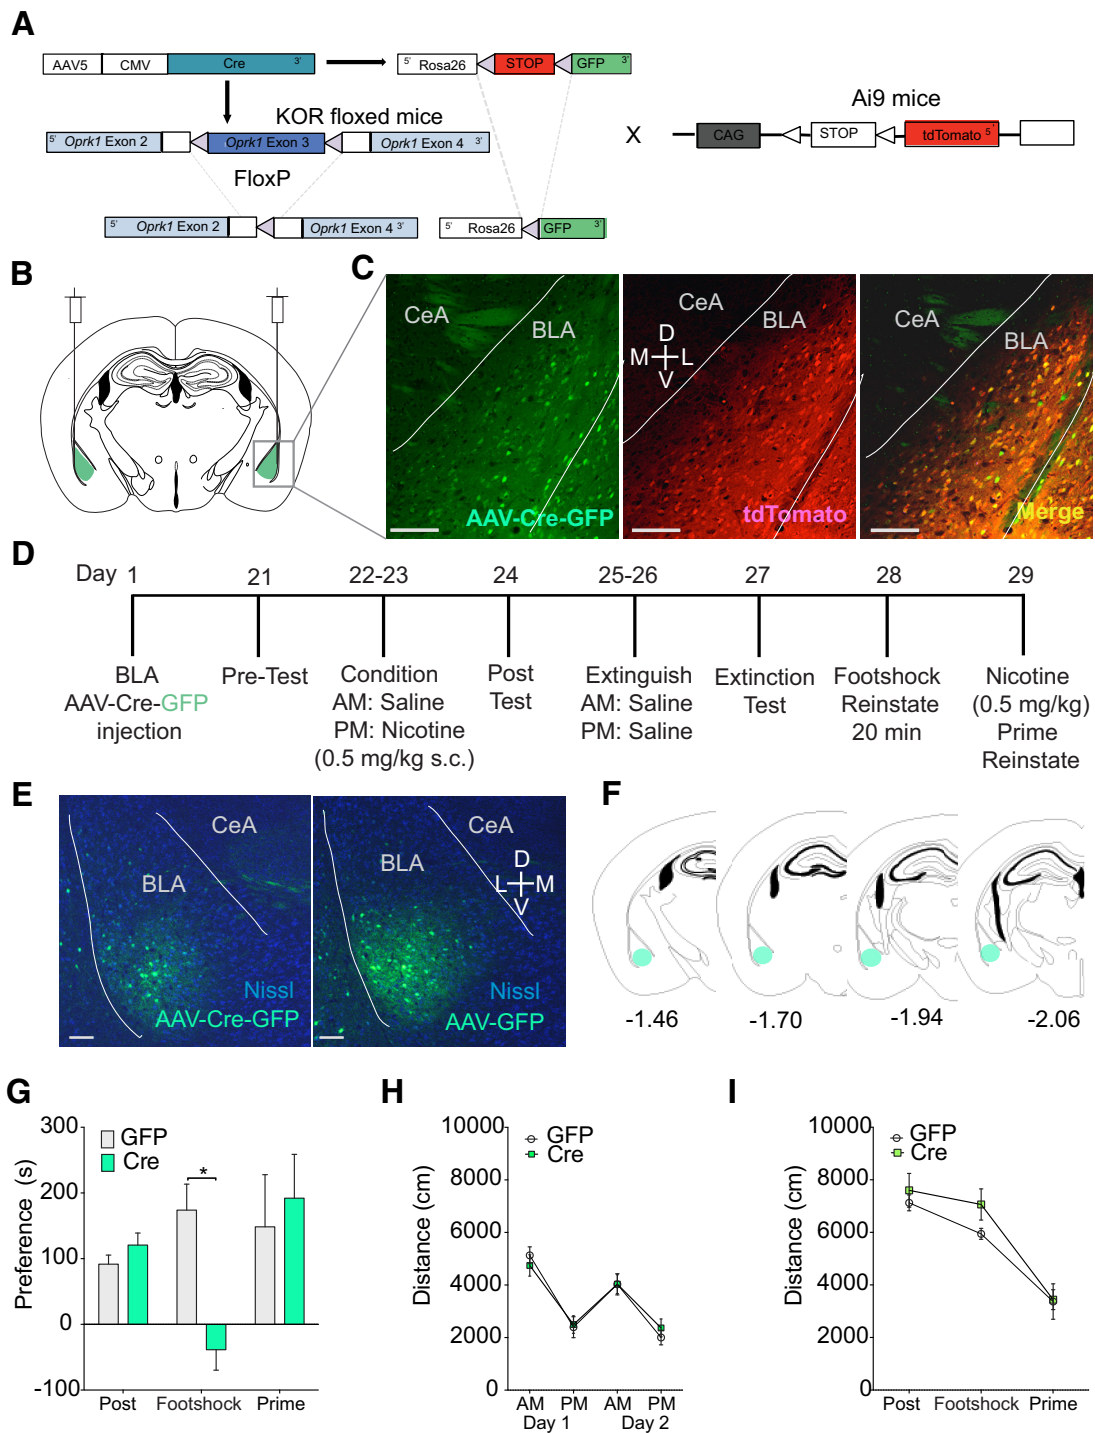 A
AAV5 CMV Cre 3'
5' Rosa26 STOP GFP 3'
KOR floxed mice
5' Oprk1 Exon 2 Oprk1 Exon 3 Oprk1 Exon 4 3'
FloxP
5' Oprk1 Exon 2 Oprk1 Exon 4 3'
5' Rosa26 GFP 3'
X
Ai9 mice
CAG STOP tdTomato 5'
B
C
CeA
BLA
AAV-Cre-GFP
CeA
BLA
D
M L
V
tdTomato
CeA
BLA
Merge
D
Day 1 21 22-23 24 25-26 27 28 29
BLA
AAV-Cre-GFP
injection
Pre-Test
Condition
AM: Saline
PM: Nicotine
(0.5 mg/kg s.c.)
Post
Test
Extinguish
AM: Saline
PM: Saline
Extinction
Test
Footshock
Reinstate
20 min
Nicotine
(0.5 mg/kg)
Prime
Reinstate
E
CeA
BLA
Nissl
AAV-Cre-GFP
CeA
BLA
D
L M
V
Nissl
AAV-GFP
F
-1.46 -1.70 -1.94 -2.06
G
Preference (s)
300
200
100
0
-100
GFP
Cre
*
Post Footshock Prime
H
Distance (cm)
10000
8000
6000
4000
2000
0
GFP
Cre
AM PM AM PM
Day 1 Day 2
I
Distance (cm)
10000
8000
6000
4000
2000
0
GFP
Cre
Post Footshock Prime